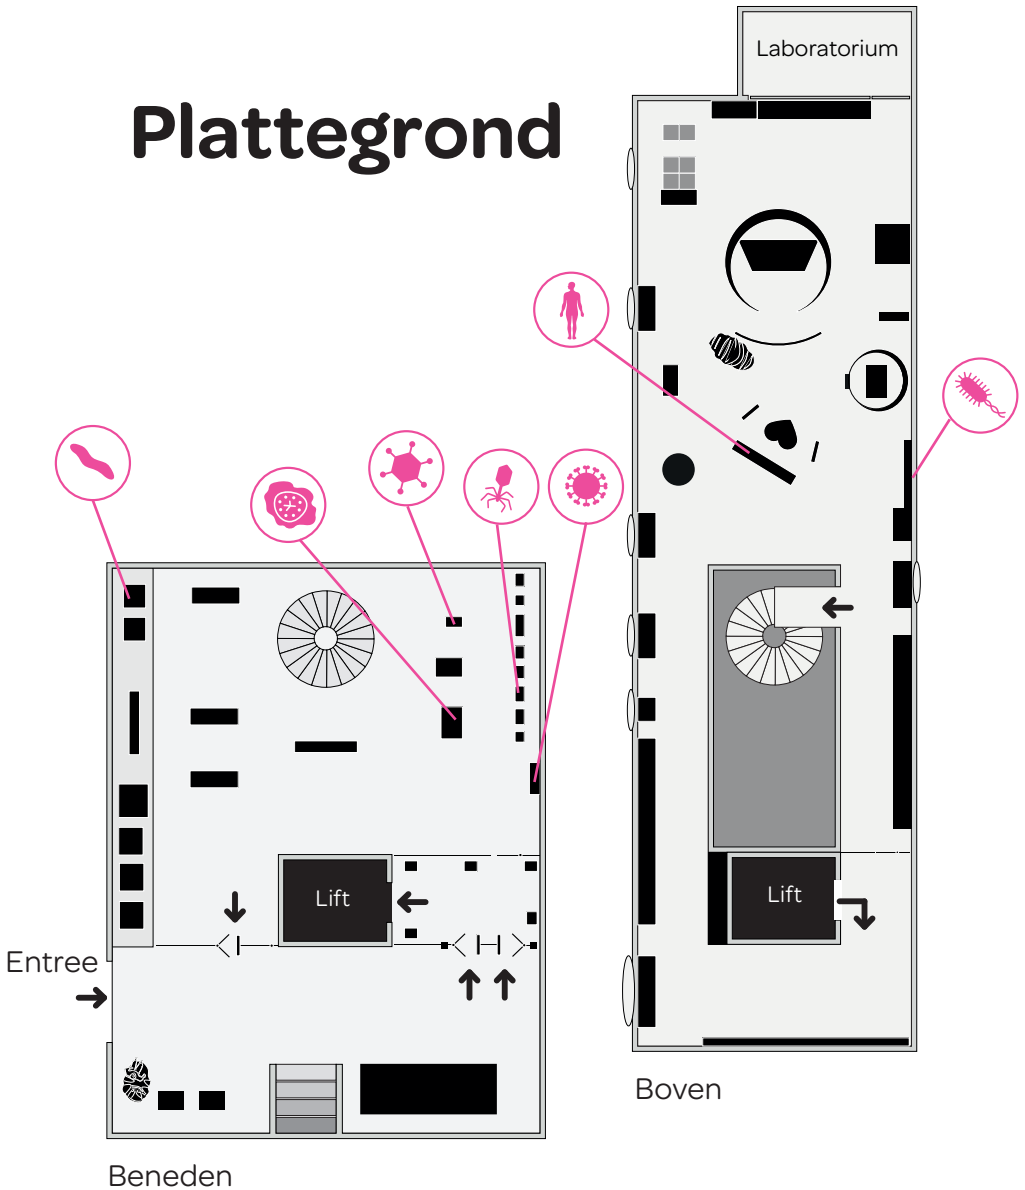 Plattegrond
Laboratorium
Lift
Lift
Entree
Boven
Beneden